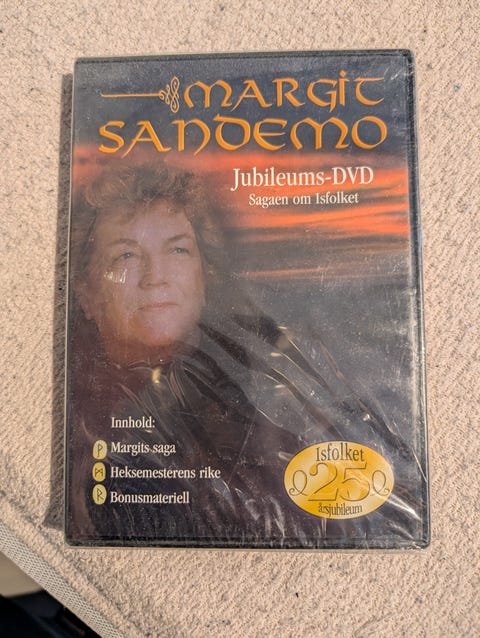 MARGIT
SANDEMO
Jubileums-DVD
Sagaen om Isfolket
Innhold:
ᚹ Margits saga
ᛗ Heksemesterens rike
ᚱ Bonusmateriell
Isfolket
25
årsjubileum